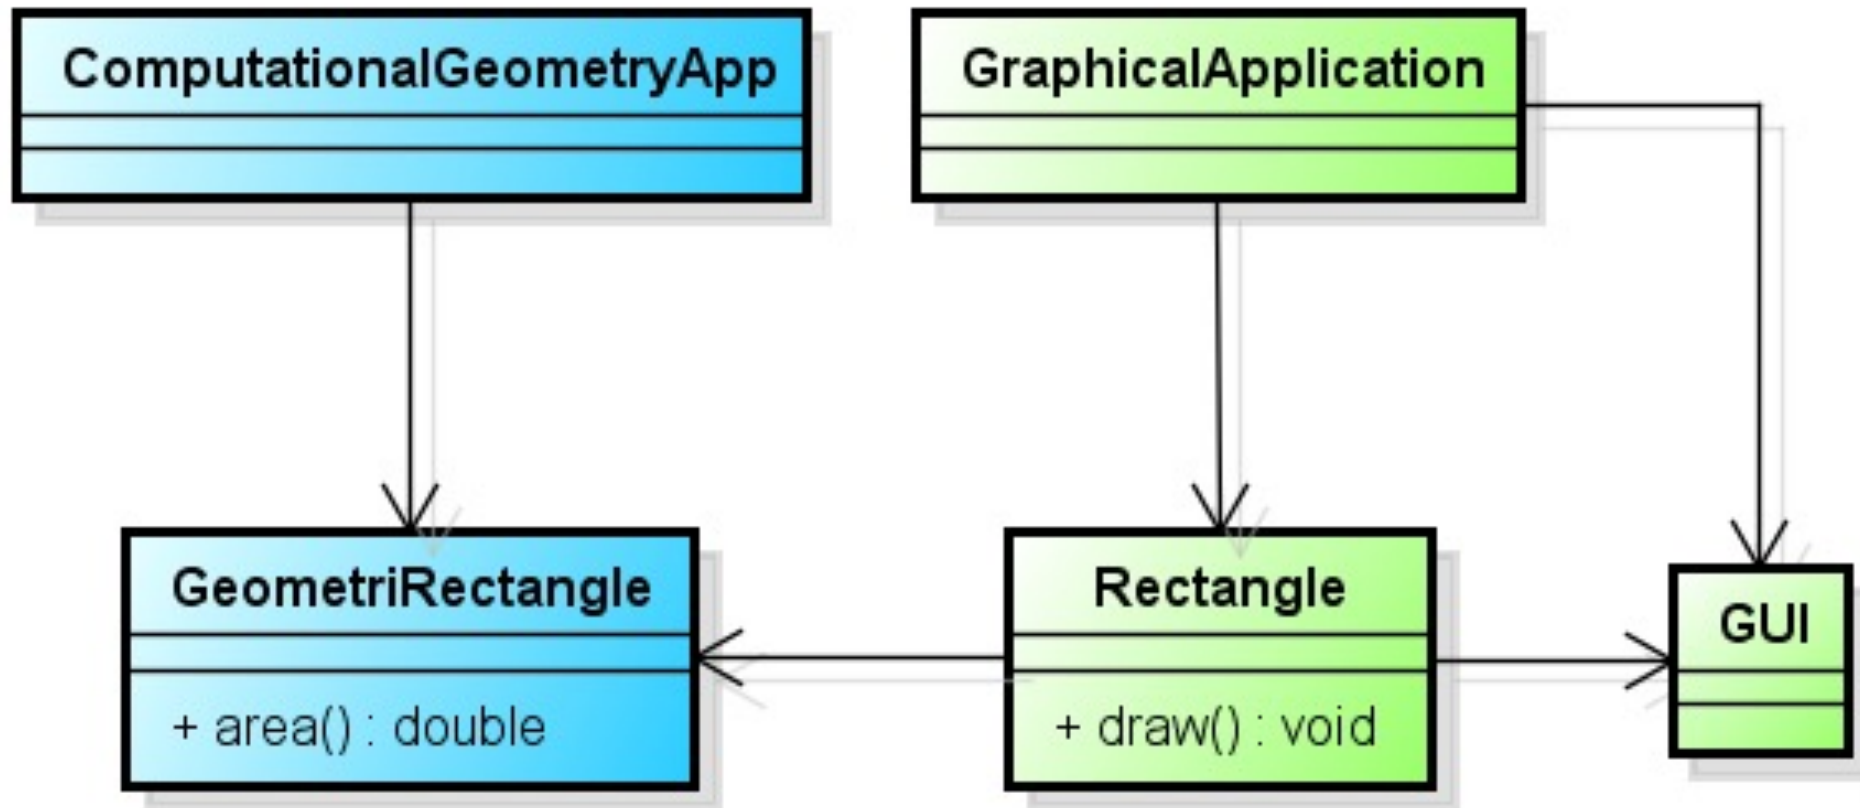 ComputationalGeometryApp
GraphicalApplication
GeometriRectangle
+ area() : double
Rectangle
+ draw() : void
GUI